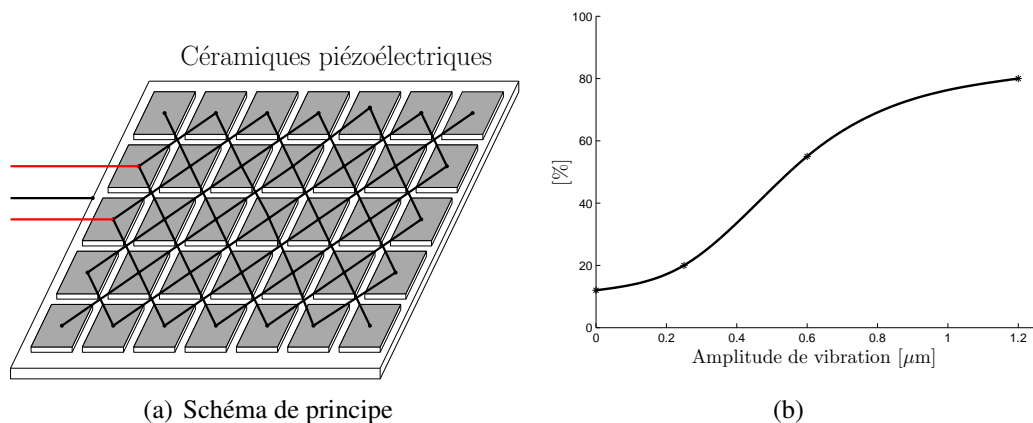 Céramiques piézoélectriques
(a) Schéma de principe
100
80
60
40
20
0
[%]
0 0.2 0.4 0.6 0.8 1 1.2
Amplitude de vibration [μm]
(b)